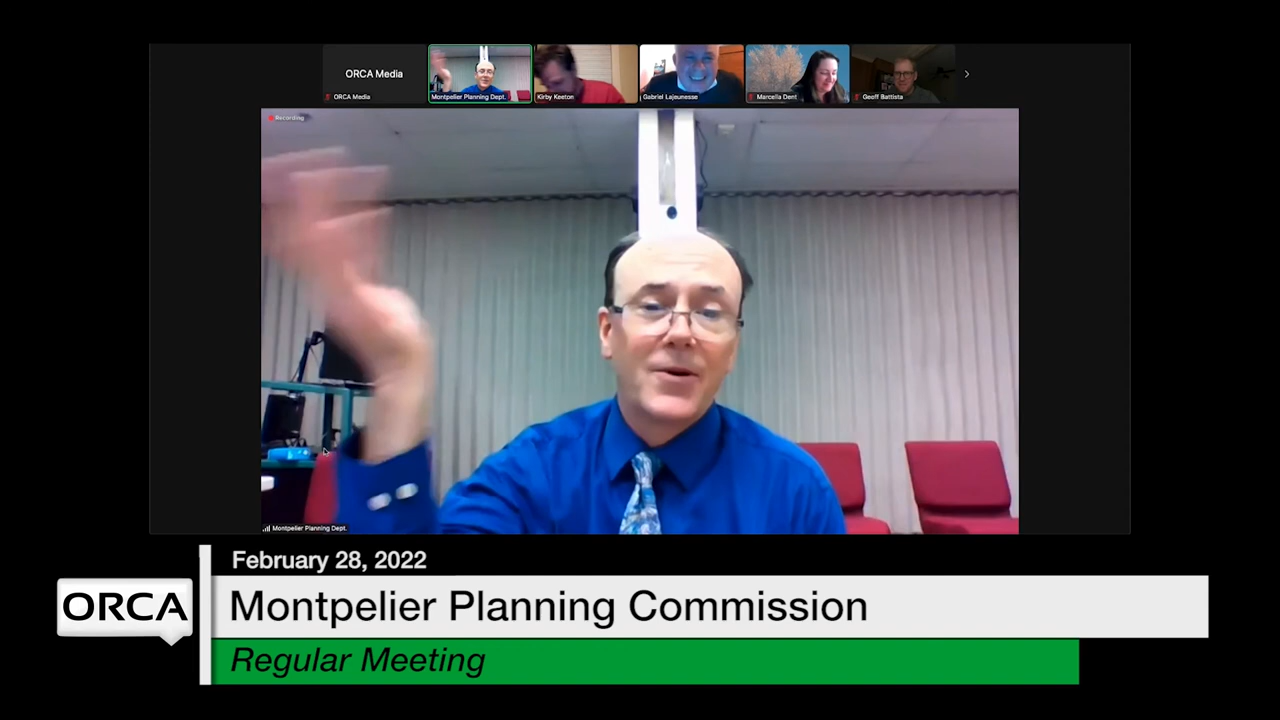 ORCA Media
ORCA Media
Montpelier Planning Dept.
Kirby Keeton
Gabriel Lajeunesse
Marcella Dent
Geoff Battista
Recording
Montpelier Planning Dept.
February 28, 2022
ORCA
Montpelier Planning Commission
Regular Meeting